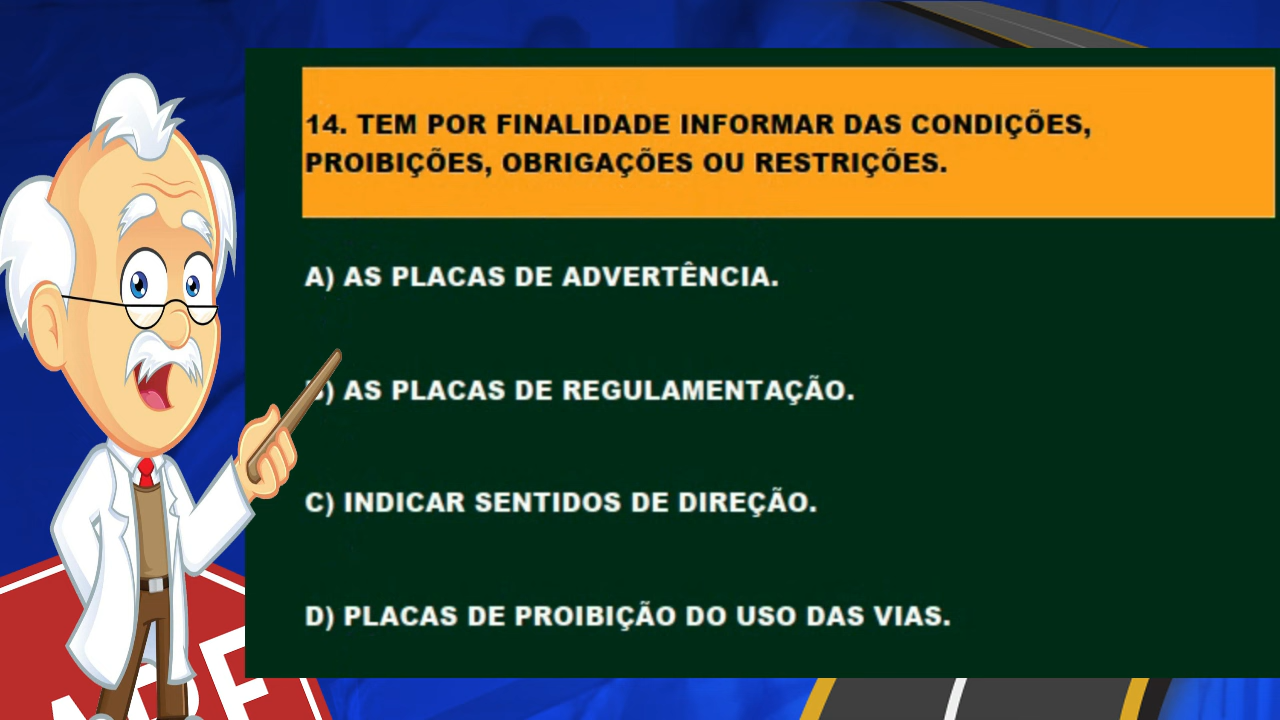 14. TEM POR FINALIDADE INFORMAR DAS CONDIÇÕES,
PROIBIÇÕES, OBRIGAÇÕES OU RESTRIÇÕES.
A) AS PLACAS DE ADVERTÊNCIA.
) AS PLACAS DE REGULAMENTAÇÃO.
C) INDICAR SENTIDOS DE DIREÇÃO.
D) PLACAS DE PROIBIÇÃO DO USO DAS VIAS.